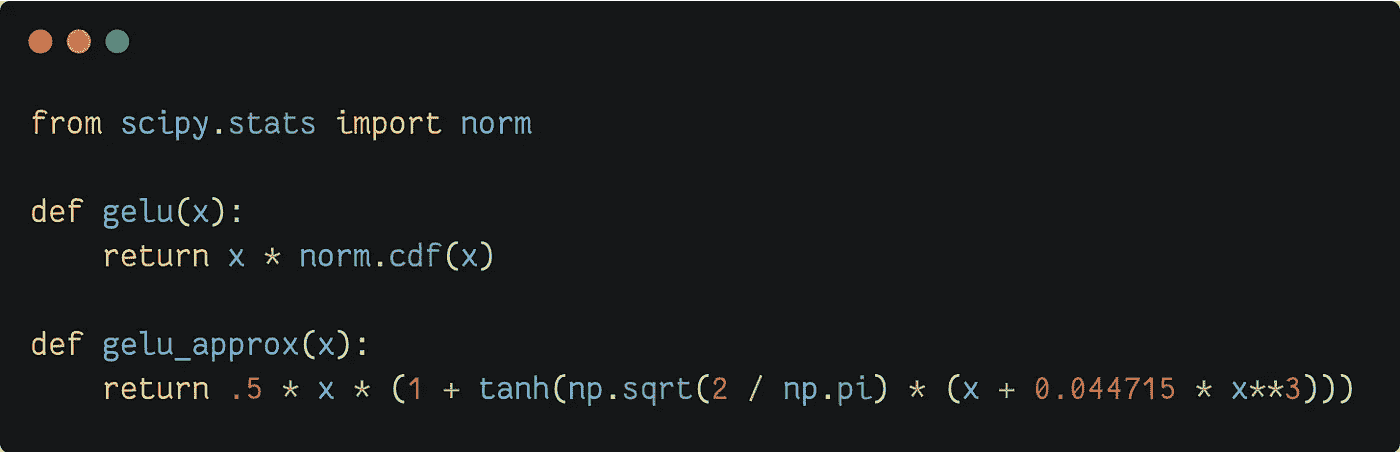 from scipy.stats import norm
def gelu(x):
    return x * norm.cdf(x)
def gelu_approx(x):
    return .5 * x * (1 + tanh(np.sqrt(2 / np.pi) * (x + 0.044715 * x**3)))